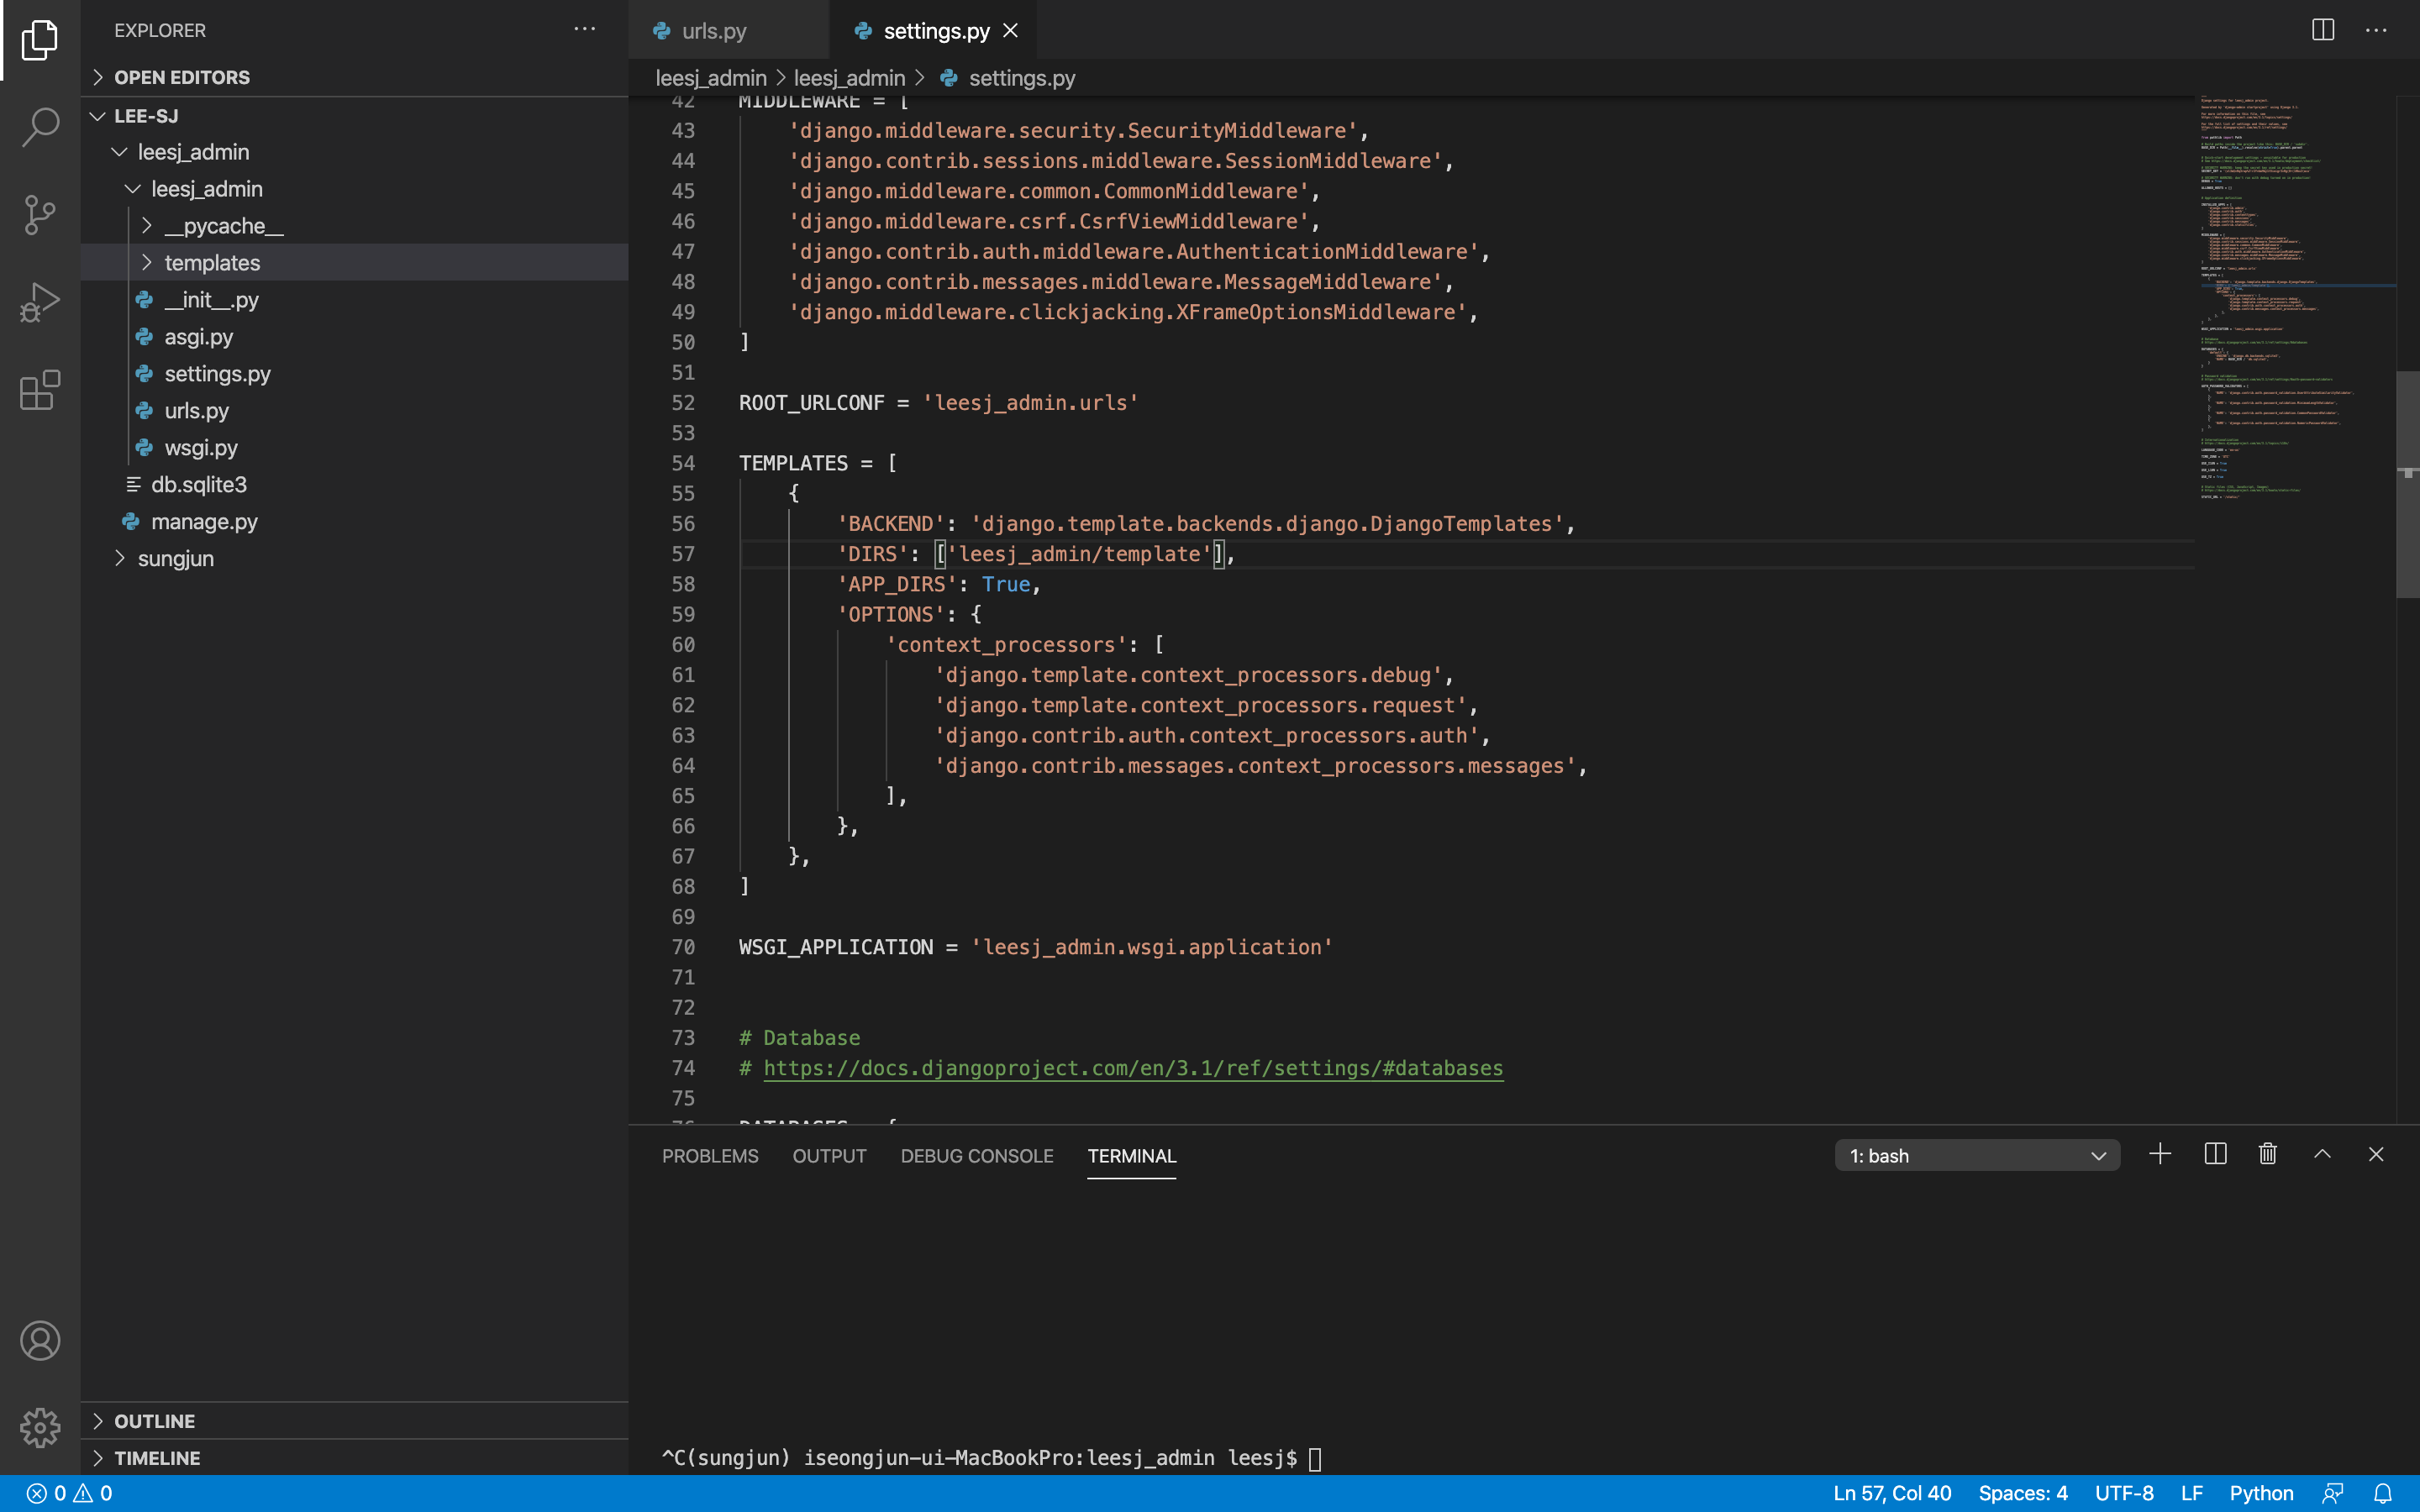 EXPLORER
OPEN EDITORS
LEE-SJ
leesj_admin
leesj_admin
__pycache__
templates
__init__.py
asgi.py
settings.py
urls.py
wsgi.py
db.sqlite3
manage.py
sungjun
OUTLINE
TIMELINE
urls.py
settings.py
leesj_admin > leesj_admin > settings.py
42 MIDDLEWARE = [
43 'django.middleware.security.SecurityMiddleware',
44 'django.contrib.sessions.middleware.SessionMiddleware',
45 'django.middleware.common.CommonMiddleware',
46 'django.middleware.csrf.CsrfViewMiddleware',
47 'django.contrib.auth.middleware.AuthenticationMiddleware',
48 'django.contrib.messages.middleware.MessageMiddleware',
49 'django.middleware.clickjacking.XFrameOptionsMiddleware',
50 ]
51
52 ROOT_URLCONF = 'leesj_admin.urls'
53
54 TEMPLATES = [
55 {
56 'BACKEND': 'django.template.backends.django.DjangoTemplates',
57 'DIRS': ['leesj_admin/template'],
58 'APP_DIRS': True,
59 'OPTIONS': {
60 'context_processors': [
61 'django.template.context_processors.debug',
62 'django.template.context_processors.request',
63 'django.contrib.auth.context_processors.auth',
64 'django.contrib.messages.context_processors.messages',
65 ],
66 },
67 },
68 ]
69
70 WSGI_APPLICATION = 'leesj_admin.wsgi.application'
71
72
73 # Database
74 # https://docs.djangoproject.com/en/3.1/ref/settings/#databases
75
76 DATABASES = {
PROBLEMS OUTPUT DEBUG CONSOLE TERMINAL
1: bash
^C(sungjun) iseongjun-ui-MacBookPro:leesj_admin leesj$
0 0
Ln 57, Col 40 Spaces: 4 UTF-8 LF Python